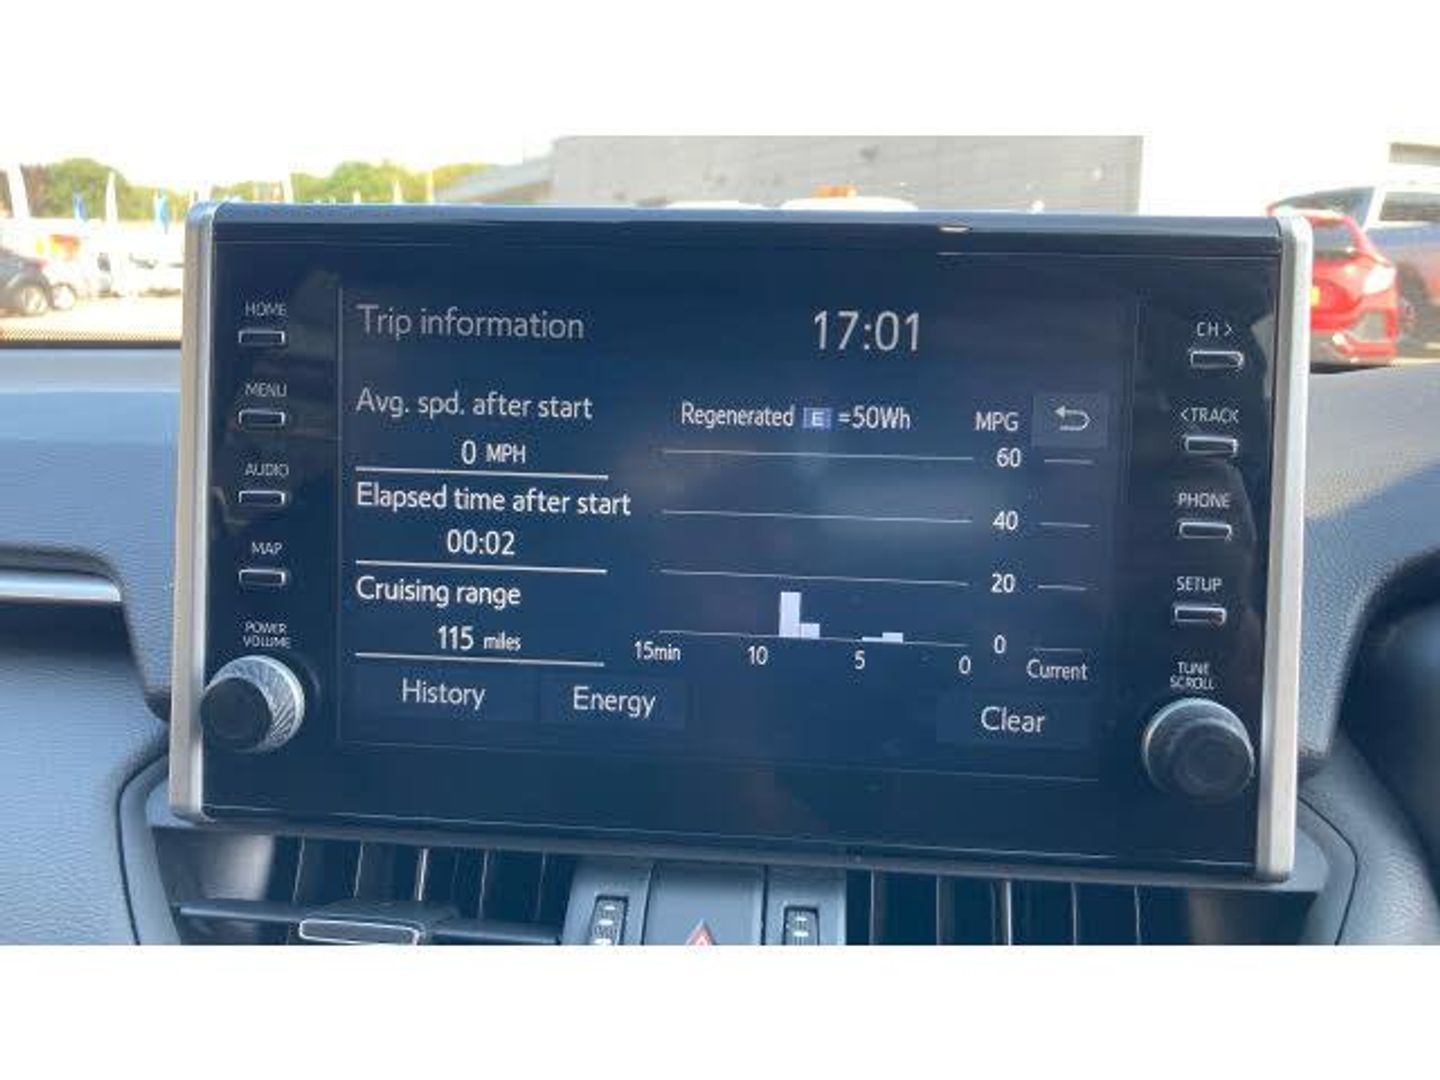 HOME
MENU
AUDIO
MAP
POWER
VOLUME
Trip information
17:01
Avg. spd. after start
0 MPH
Elapsed time after start
00:02
Cruising range
115 miles
History
Energy
Regenerated E =50Wh
MPG
60
40
20
0
15min 10 5 0
Current
Clear
CH >
< TRACK
PHONE
SETUP
TUNE
SCROLL